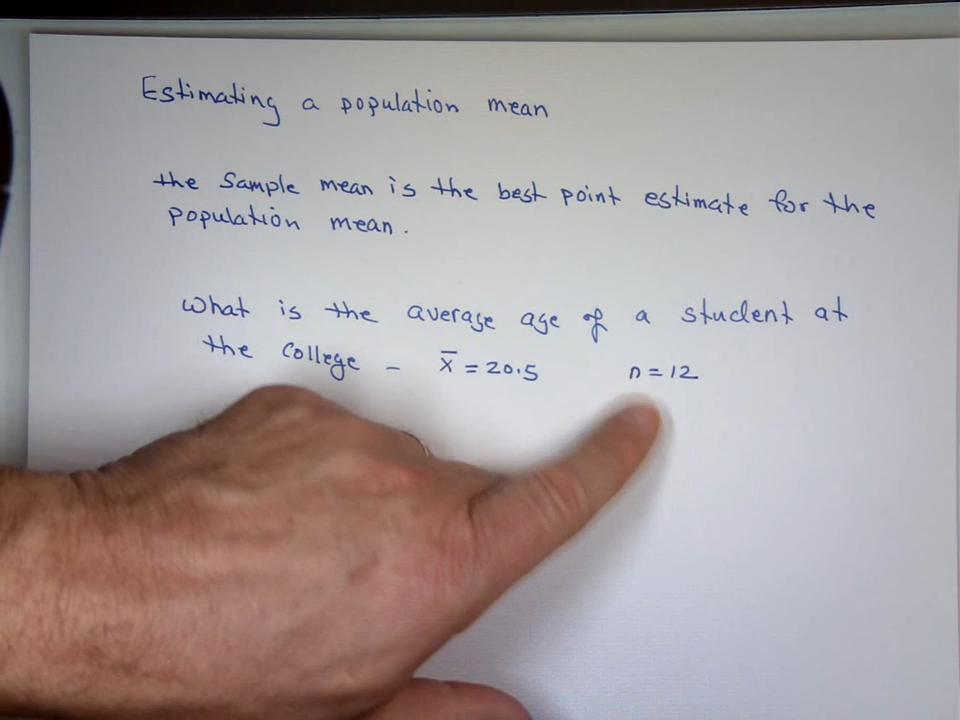 Estimating a population mean
the Sample mean is the best point estimate for the
population mean.
What is the average age of a student at
the College - x̄ = 20.5 n = 12